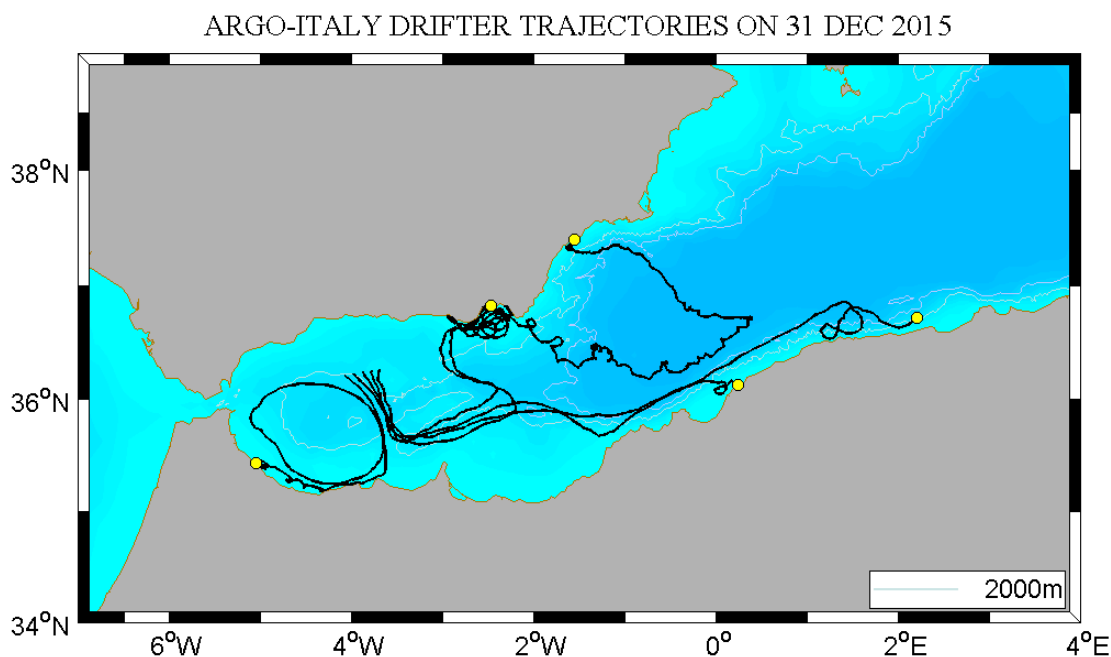 ARGO-ITALY DRIFTER TRAJECTORIES ON 31 DEC 2015
38°N
36°N
34°N
2000m
6°W 4°W 2°W 0° 2°E 4°E